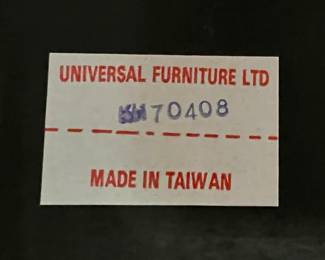 UNIVERSAL FURNITURE LTD
70408
MADE IN TAIWAN